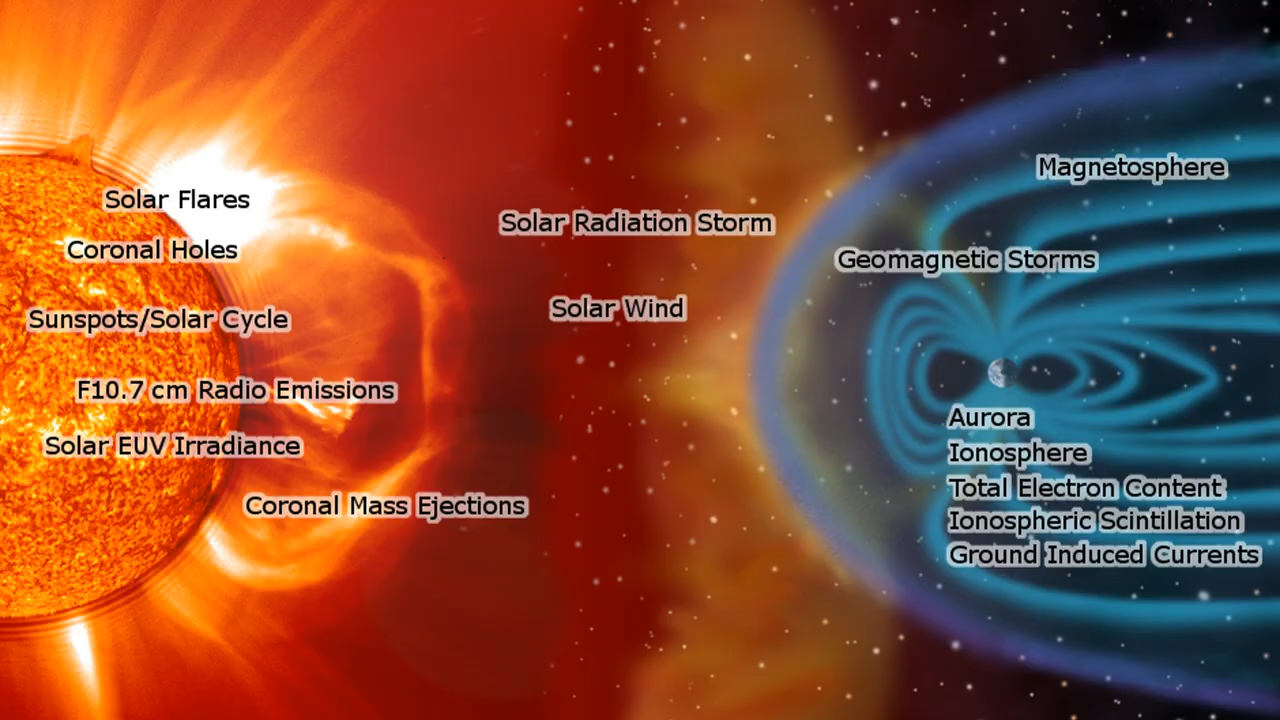 Solar Flares
Coronal Holes
Sunspots/Solar Cycle
F10.7 cm Radio Emissions
Solar EUV Irradiance
Coronal Mass Ejections
Solar Radiation Storm
Solar Wind
Magnetosphere
Geomagnetic Storms
Aurora
Ionosphere
Total Electron Content
Ionospheric Scintillation
Ground Induced Currents